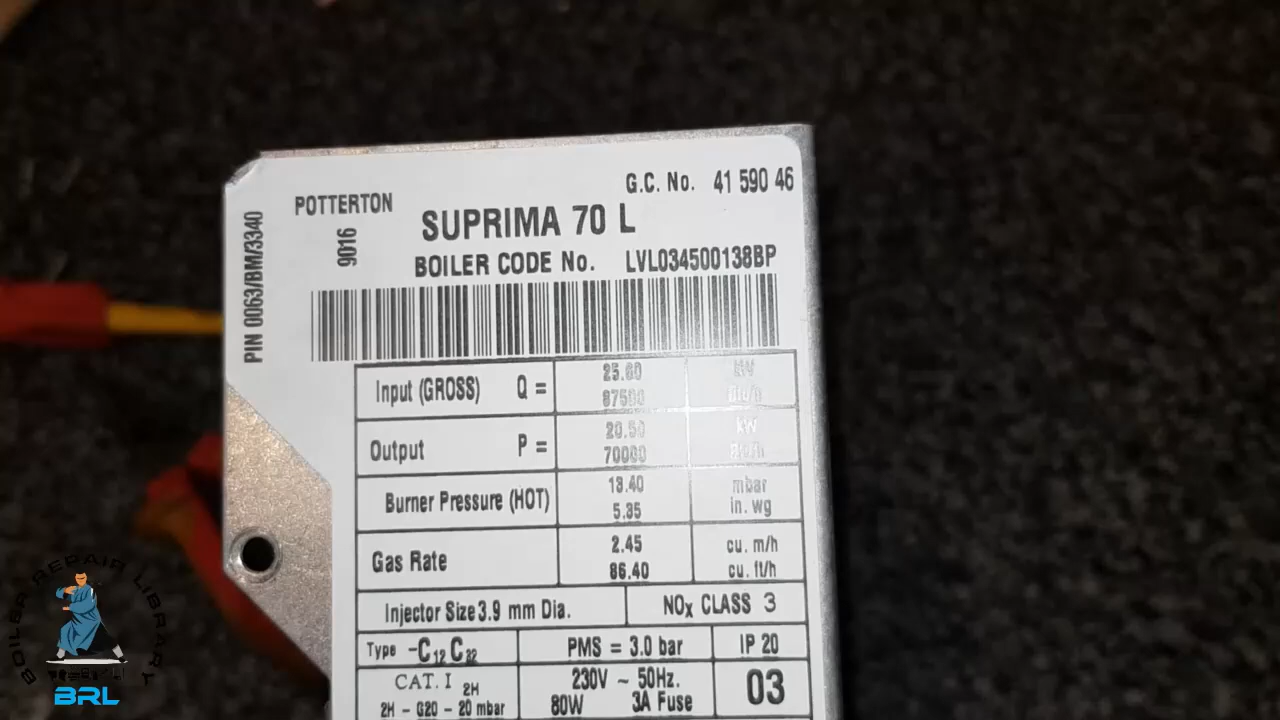 G.C. No. 41 590 46
POTTERTON
SUPRIMA 70 L
9016
PIN 0063/BM/3340
BOILER CODE No. LVL034500138BP
Input (GROSS) Q = 25.60 kW
87500 Btu/h
Output P = 20.50 kW
70000 Btu/h
Burner Pressure (HOT) 13.40 mbar
5.35 in. wg
Gas Rate 2.45 cu. m/h
86.40 cu. ft/h
Injector Size 3.9 mm Dia. NOx CLASS 3
Type -C12 C32 PMS = 3.0 bar IP 20
CAT. I 2H 230V ~ 50Hz. 03
2H - G20 - 20 mbar 80W 3A Fuse
BOILER REPAIR LIBRARY
BRL